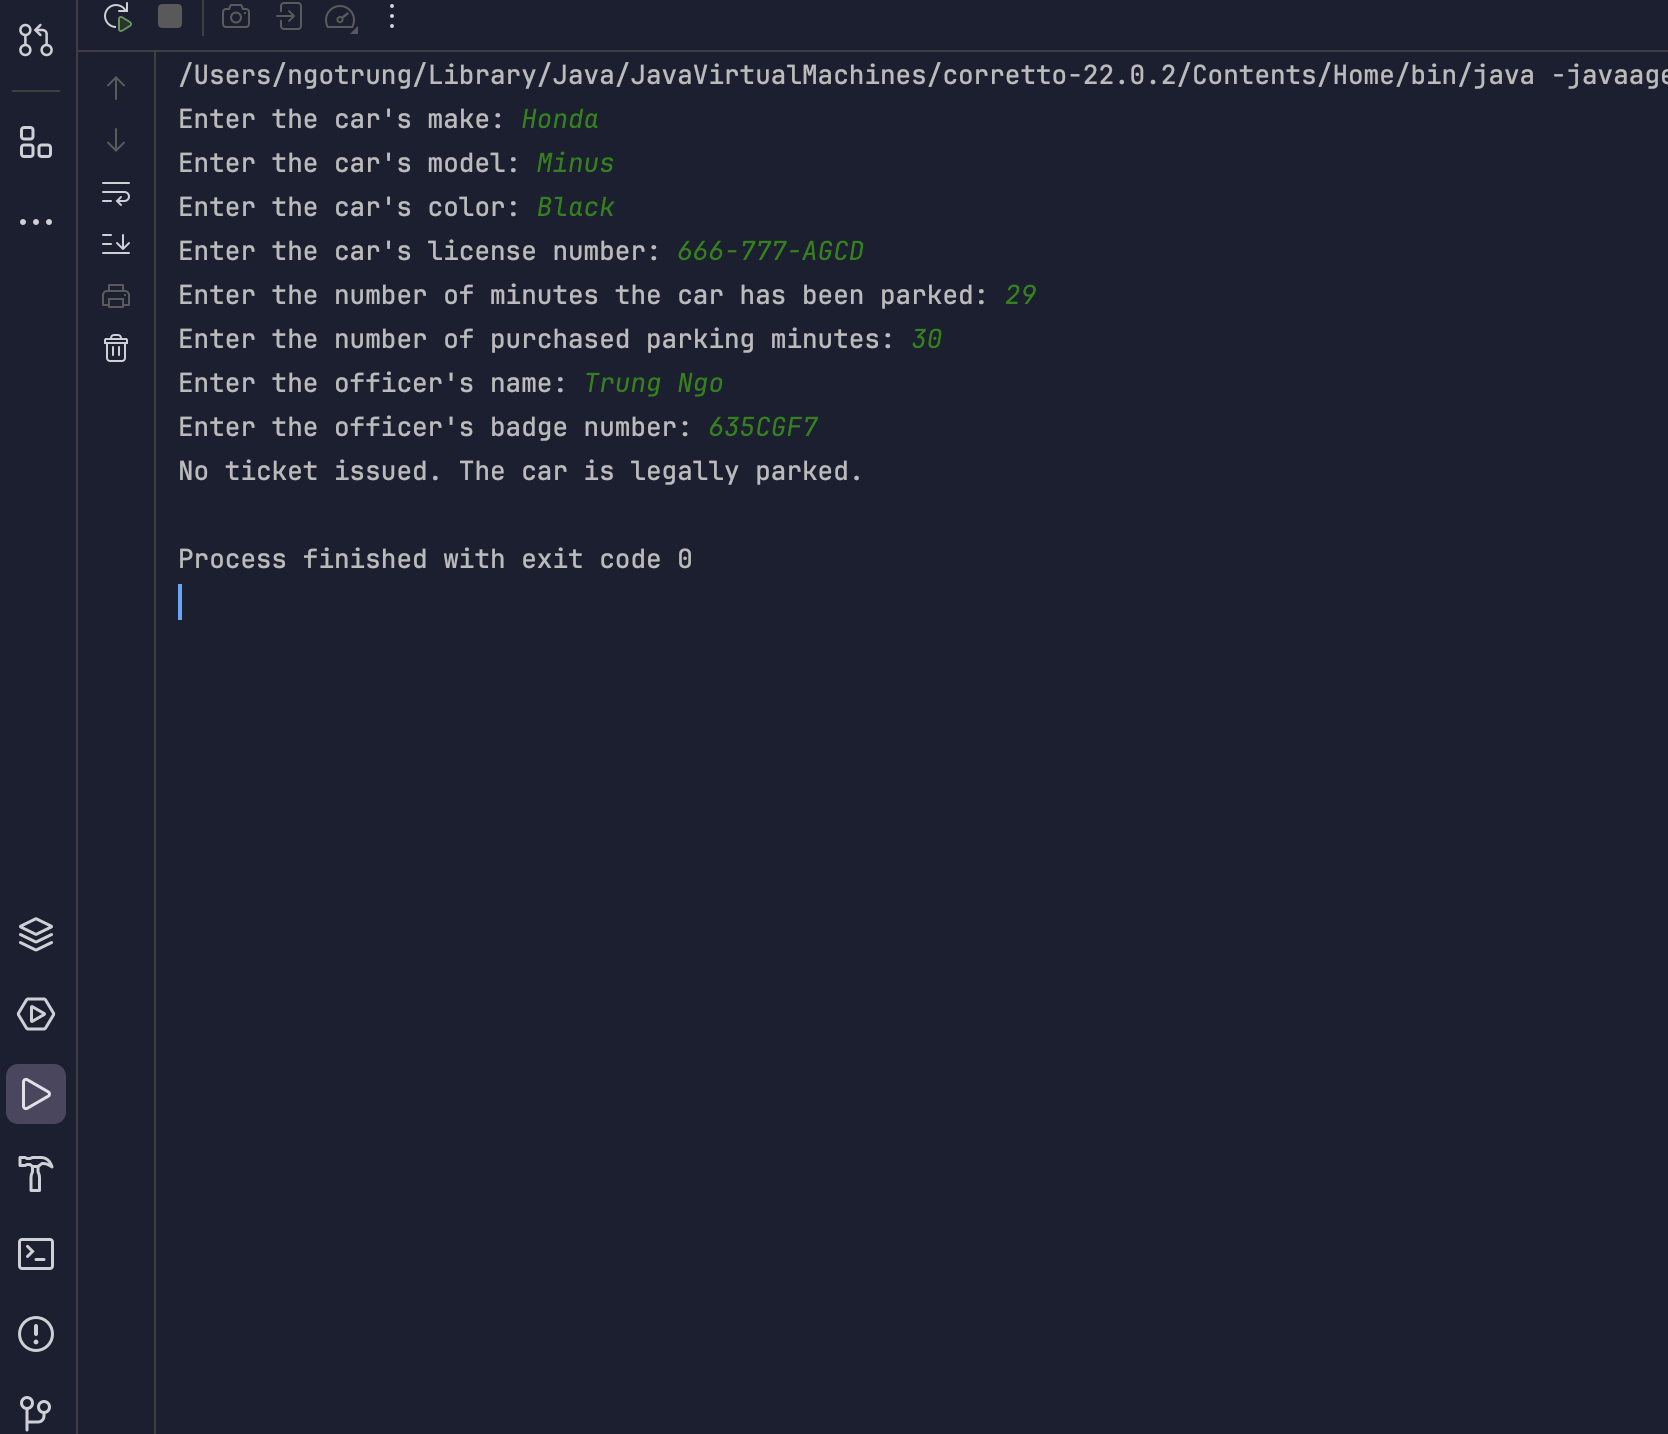 /Users/ngotrung/Library/Java/JavaVirtualMachines/corretto-22.0.2/Contents/Home/bin/java -javaage
Enter the car's make: Honda
Enter the car's model: Minus
Enter the car's color: Black
Enter the car's license number: 666-777-AGCD
Enter the number of minutes the car has been parked: 29
Enter the number of purchased parking minutes: 30
Enter the officer's name: Trung Ngo
Enter the officer's badge number: 635CGF7
No ticket issued. The car is legally parked.
Process finished with exit code 0